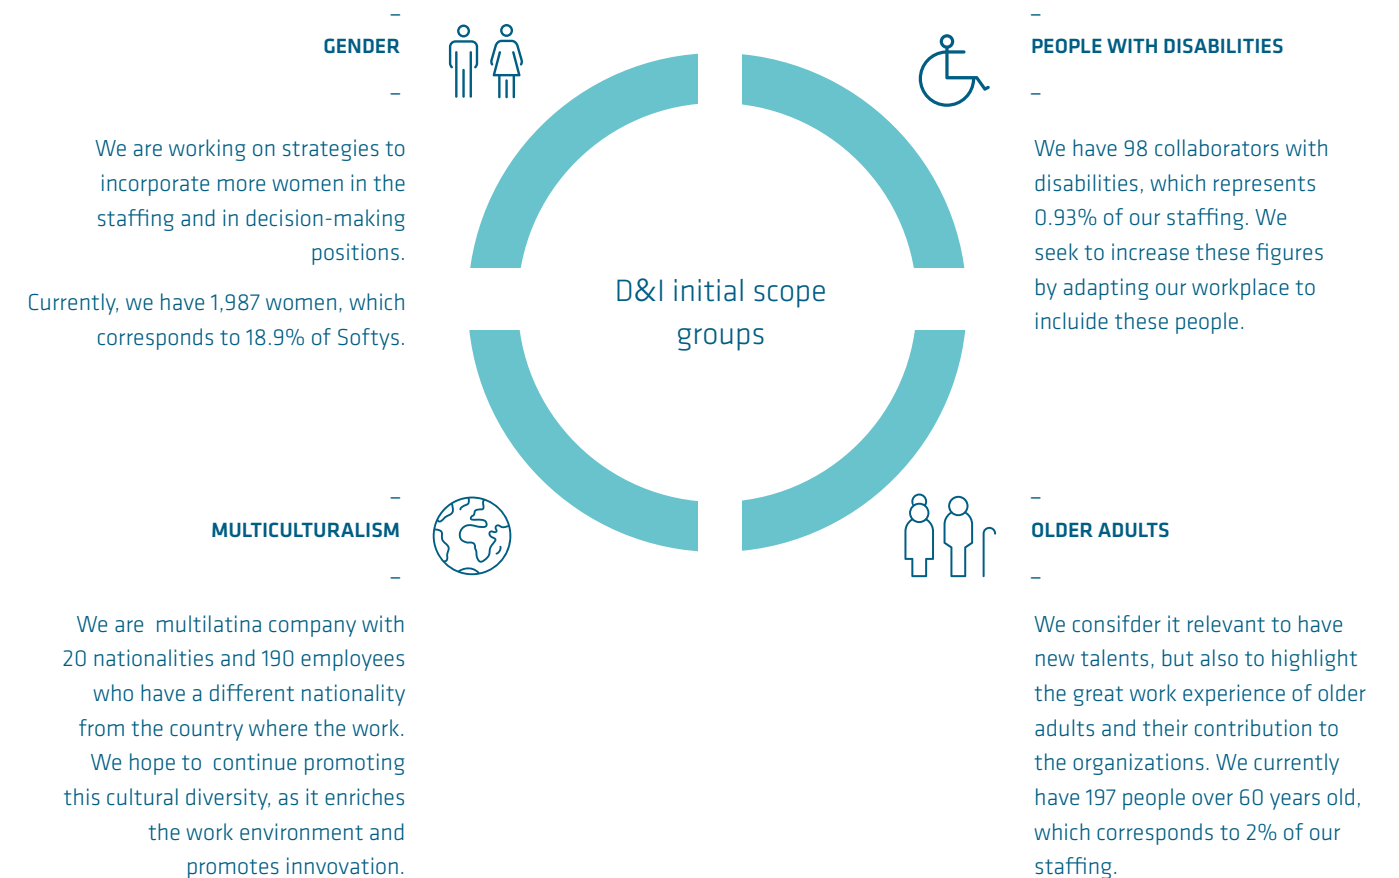 GENDER
We are working on strategies to
incorporate more women in the
staffing and in decision-making
positions.
Currently, we have 1,987 women, which
corresponds to 18.9% of Softys.
PEOPLE WITH DISABILITIES
We have 98 collaborators with
disabilities, which represents
0.93% of our staffing. We
seek to increase these figures
by adapting our workplace to
incluide these people.
D&I initial scope
groups
MULTICULTURALISM
We are  multilatina company with
20 nationalities and 190 employees
who have a different nationality
from the country where the work.
We hope to  continue promoting
this cultural diversity, as it enriches
the work environment and
promotes innvovation.
OLDER ADULTS
We consifder it relevant to have
new talents, but also to highlight
the great work experience of older
adults and their contribution to
the organizations. We currently
have 197 people over 60 years old,
which corresponds to 2% of our
staffing.